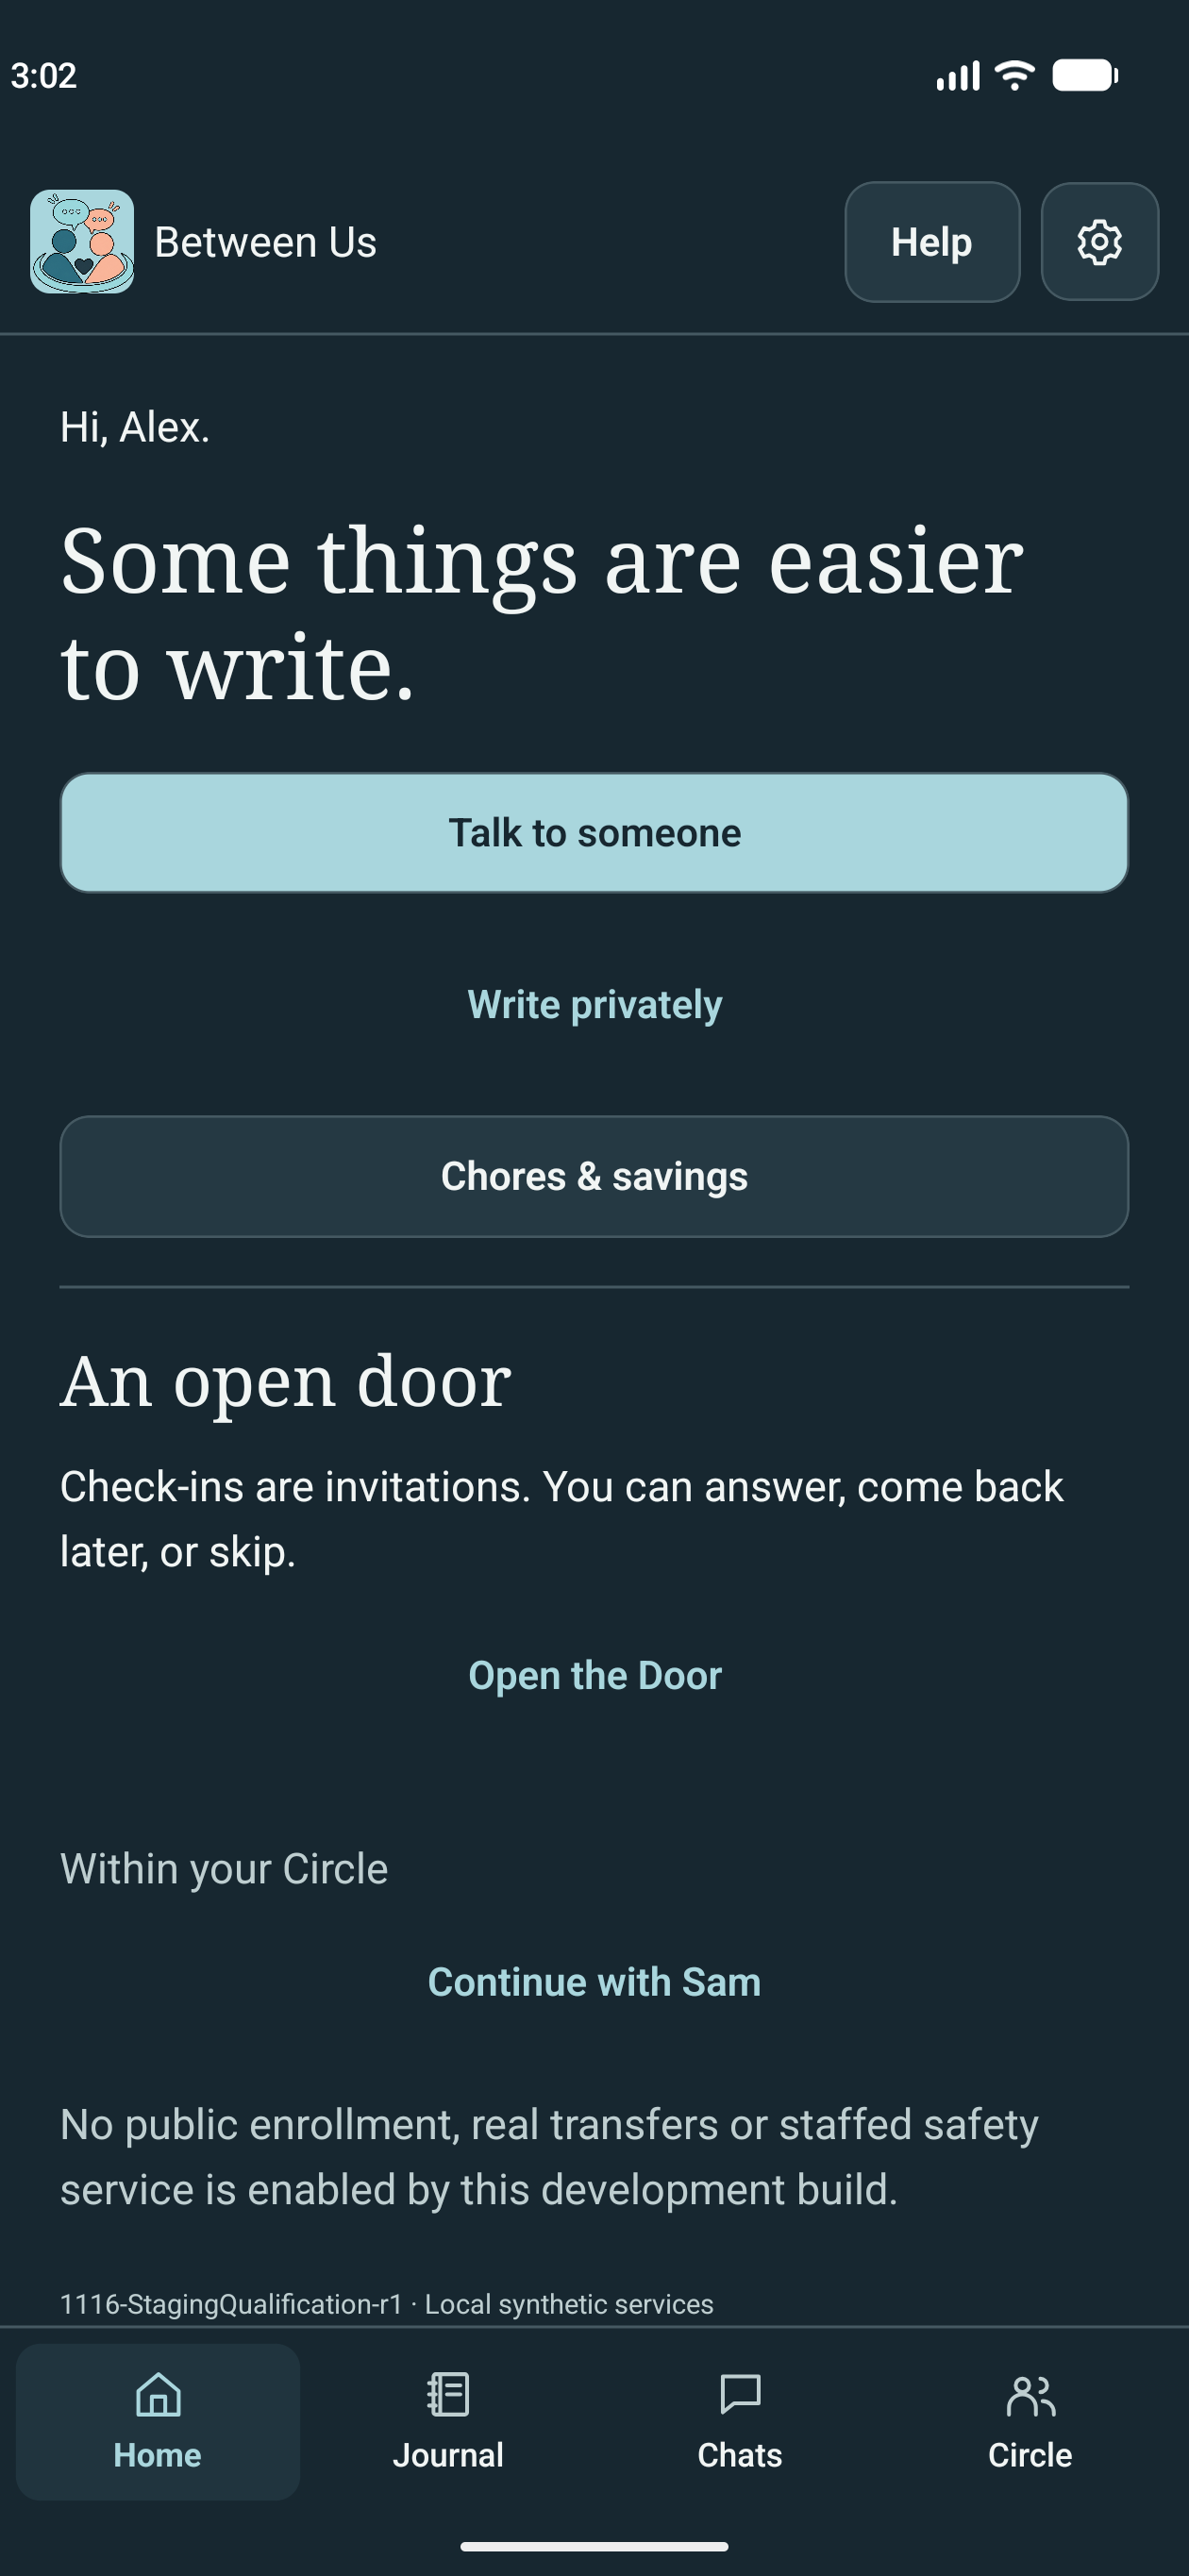 3:02
Between Us
Help
Hi, Alex.
Some things are easier
to write.
Talk to someone
Write privately
Chores & savings
An open door
Check-ins are invitations. You can answer, come back
later, or skip.
Open the Door
Within your Circle
Continue with Sam
No public enrollment, real transfers or staffed safety
service is enabled by this development build.
1116-StagingQualification-r1 · Local synthetic services
Home
Journal
Chats
Circle